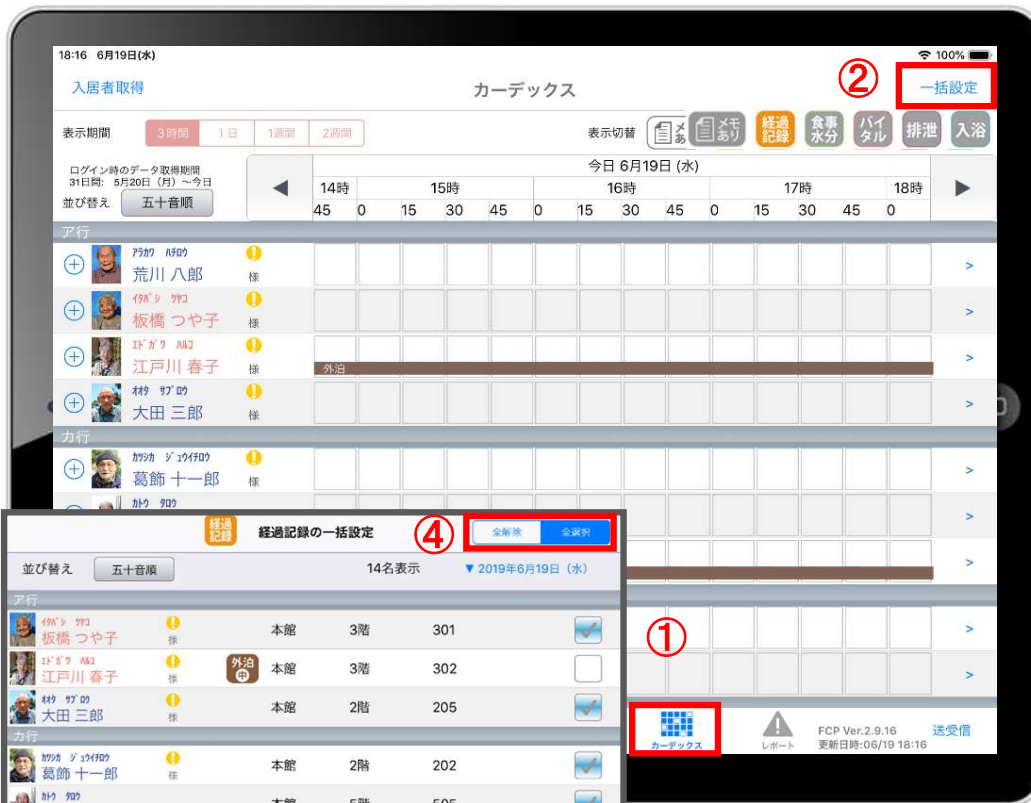 18:16 6月19日(水)
100%
入居者取得
カーデックス
②
一括設定
表示期間
3時間
1日
1週間
2週間
表示切替
メモあり
経過記録
食事水分
バイタル
排泄
入浴
ログイン時のデータ取得期間
31日間: 5月20日（月）～今日
並び替え
五十音順
今日 6月19日 (水)
◀ 14時 15時 16時 17時 18時 ▶
45 0 15 30 45 0 15 30 45 0 15 30 45 0
ア行
アラカワ ハチロウ
荒川 八郎 様 >
イタバシ ツヤコ
板橋 つや子 様 >
エドガワ ハルコ
江戸川 春子 様 >
外泊
オオタ サブロウ
大田 三郎 様 >
カ行
カツシカ ジュウイチロウ
葛飾 十一郎 様 >
カトウ タロウ
>
>
>
>
経過記録
経過記録の一括設定
④
全解除
全選択
並び替え
五十音順
14名表示
▼ 2019年6月19日（水）
ア行
イタバシ ツヤコ
板橋 つや子 様 本館 3階 301
エドガワ ハルコ
江戸川 春子 様 外泊中 本館 3階 302
オオタ サブロウ
大田 三郎 様 本館 2階 205
カ行
カツシカ ジュウイチロウ
葛飾 十一郎 様 本館 2階 202
カトウ タロウ
本館 5階 505
①
カーデックス
レポート
FCP Ver.2.9.16
更新日時:06/19 18:16
送受信